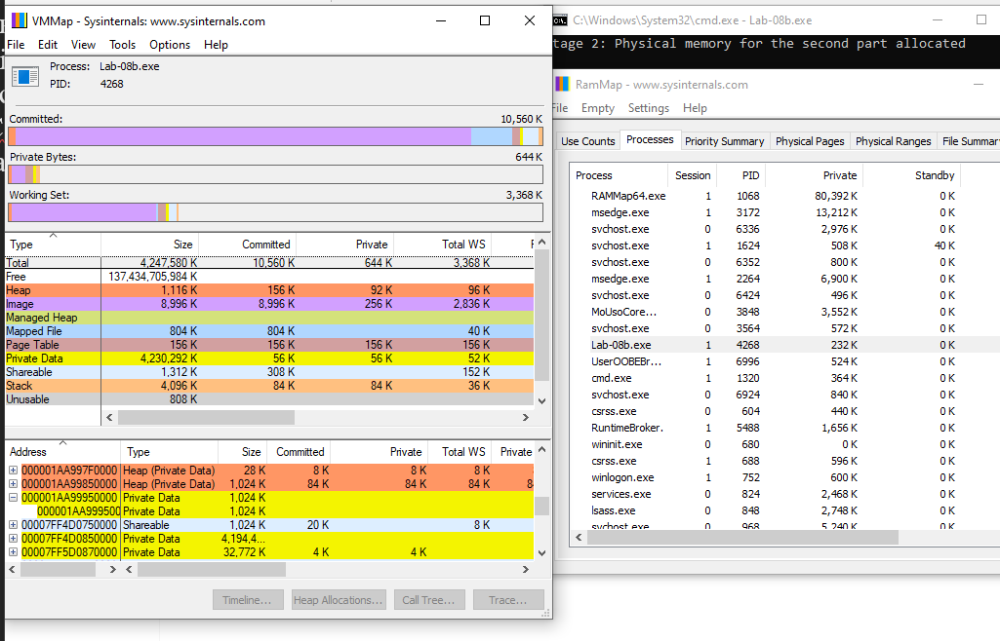 VMMap - Sysinternals: www.sysinternals.com
File Edit View Tools Options Help
Process: Lab-08b.exe
PID: 4268
Committed: 10,560 K
Private Bytes: 644 K
Working Set: 3,368 K
Type Size Committed Private Total WS
Total 4,247,580 K 10,560 K 644 K 3,368 K
Free 137,434,705,984 K
Heap 1,116 K 156 K 92 K 96 K
Image 8,996 K 8,996 K 256 K 2,836 K
Managed Heap
Mapped File 804 K 804 K 40 K
Page Table 156 K 156 K 156 K 156 K
Private Data 4,230,292 K 56 K 56 K 52 K
Shareable 1,312 K 308 K 152 K
Stack 4,096 K 84 K 84 K 36 K
Unusable 808 K
Address Type Size Committed Private Total WS Private
000001AA997F0000 Heap (Private Data) 28 K 8 K 8 K 8 K
000001AA99850000 Heap (Private Data) 1,024 K 84 K 84 K 84 K 84
000001AA99950000 Private Data 1,024 K
000001AA999500 Private Data 1,024 K
00007FF4D0750000 Shareable 1,024 K 20 K 8 K
00007FF4D0850000 Private Data 4,194,4...
00007FF5D0870000 Private Data 32,772 K 4 K 4 K
Timeline... Heap Allocations... Call Tree... Trace...
C:\Windows\System32\cmd.exe - Lab-08b.exe
tage 2: Physical memory for the second part allocated
RamMap - www.sysinternals.com
File Empty Settings Help
Use Counts Processes Priority Summary Physical Pages Physical Ranges File Summar
Process Session PID Private Standby
RAMMap64.exe 1 1068 80,392 K 0 K
msedge.exe 1 3172 13,212 K 0 K
svchost.exe 0 6336 2,976 K 0 K
svchost.exe 1 1624 508 K 40 K
svchost.exe 0 6352 800 K 0 K
msedge.exe 1 2264 6,900 K 0 K
svchost.exe 0 6424 496 K 0 K
MoUsoCore... 0 3848 3,552 K 0 K
svchost.exe 0 3564 572 K 0 K
Lab-08b.exe 1 4268 232 K 0 K
UserOOBEBr... 1 6996 524 K 0 K
cmd.exe 1 1320 364 K 0 K
svchost.exe 0 6924 840 K 0 K
csrss.exe 0 604 440 K 0 K
RuntimeBroker. 1 5488 1,656 K 0 K
wininit.exe 0 680 0 K 0 K
csrss.exe 1 688 596 K 0 K
winlogon.exe 1 752 600 K 0 K
services.exe 0 824 2,468 K 0 K
lsass.exe 0 848 2,748 K 0 K
svchost.exe 0 968 5,240 K 0 K